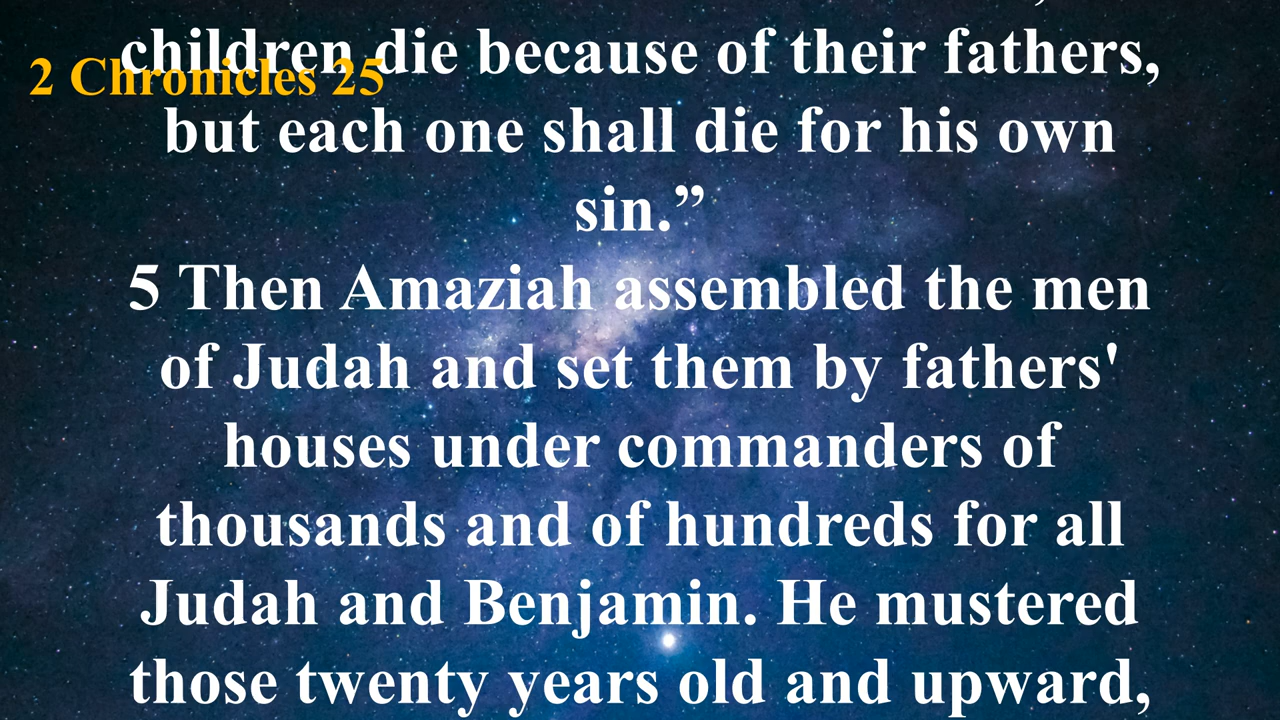 children die because of their fathers,
2 Chronicles 25
but each one shall die for his own
sin.”
5 Then Amaziah assembled the men
of Judah and set them by fathers'
houses under commanders of
thousands and of hundreds for all
Judah and Benjamin. He mustered
those twenty years old and upward,